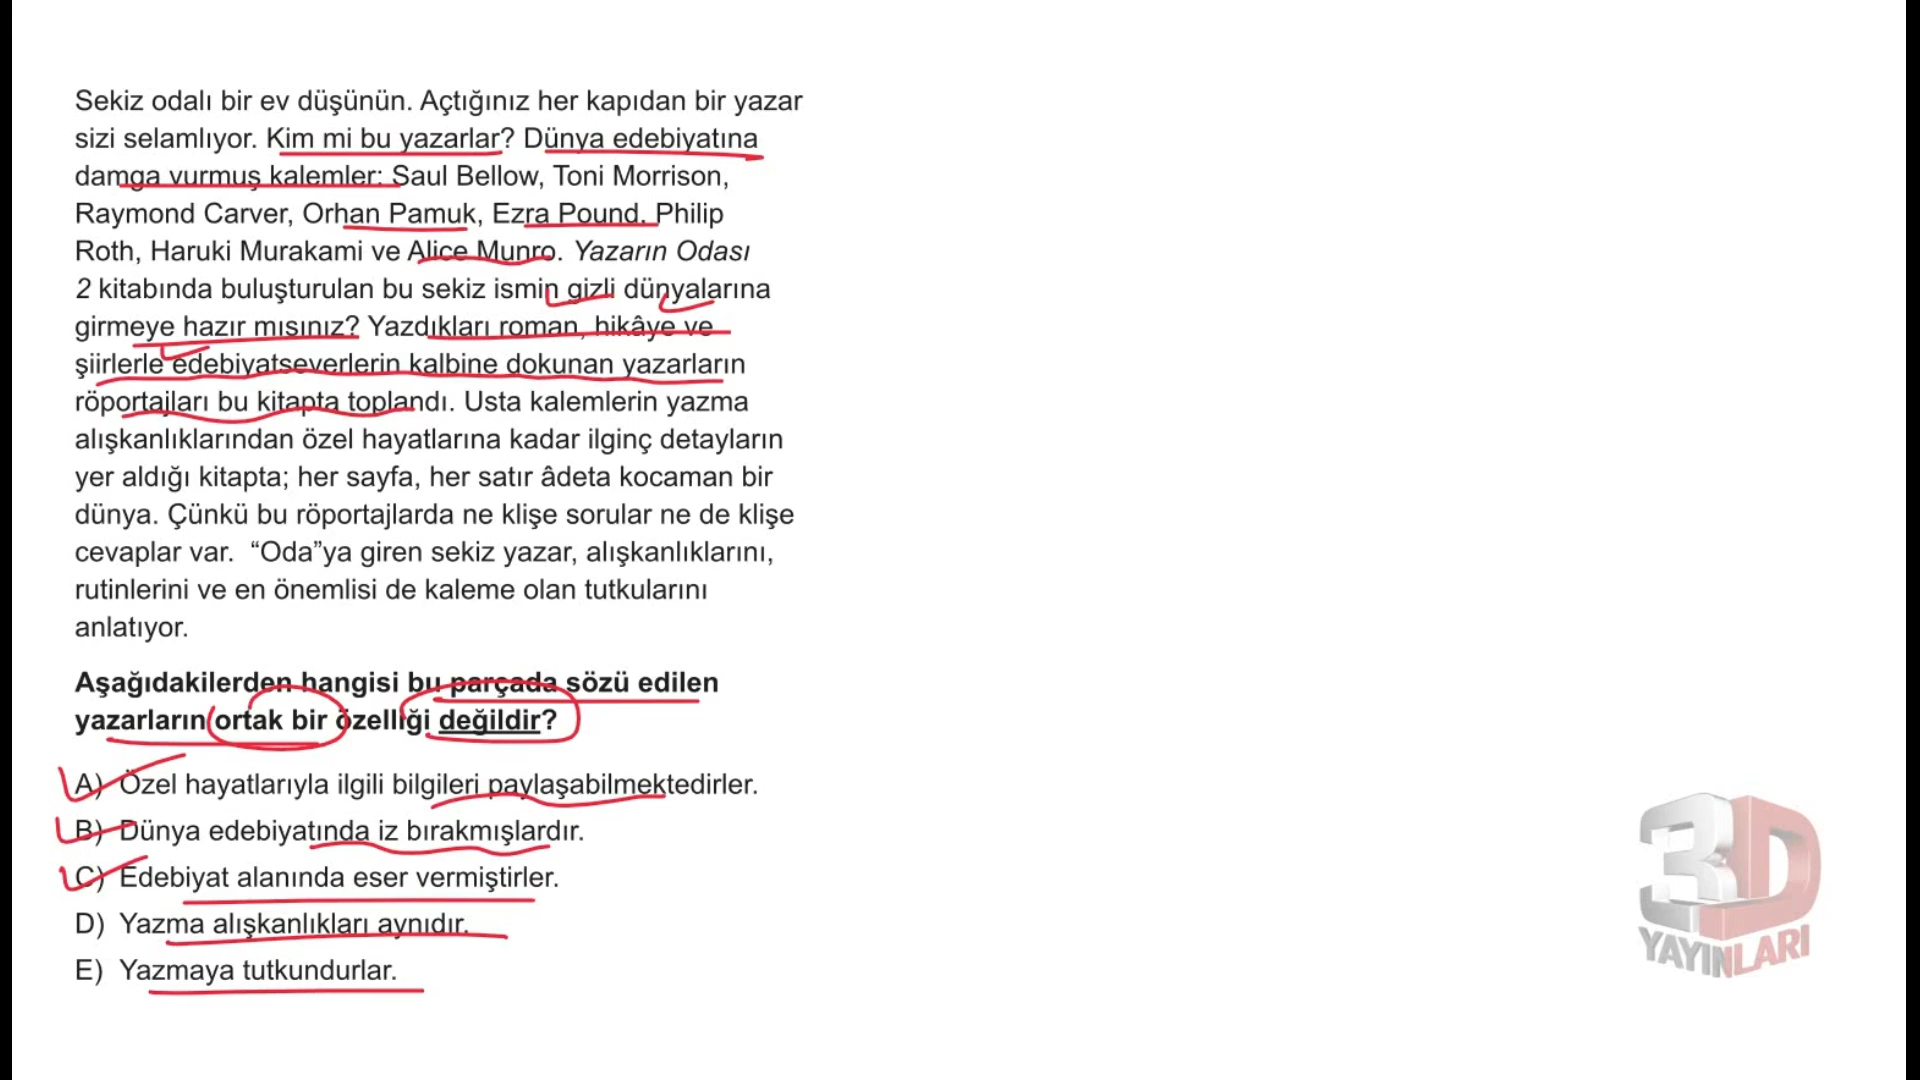 Sekiz odalı bir ev düşünün. Açtığınız her kapıdan bir yazar
sizi selamlıyor. Kim mi bu yazarlar? Dünya edebiyatına
damga vurmuş kalemler: Saul Bellow, Toni Morrison,
Raymond Carver, Orhan Pamuk, Ezra Pound. Philip
Roth, Haruki Murakami ve Alice Munro. Yazarın Odası
2 kitabında buluşturulan bu sekiz ismin gizli dünyalarına
girmeye hazır mısınız? Yazdıkları roman, hikâye ve
şiirlerle edebiyatseverlerin kalbine dokunan yazarların
röportajları bu kitapta toplandı. Usta kalemlerin yazma
alışkanlıklarından özel hayatlarına kadar ilginç detayların
yer aldığı kitapta; her sayfa, her satır âdeta kocaman bir
dünya. Çünkü bu röportajlarda ne klişe sorular ne de klişe
cevaplar var. “Oda”ya giren sekiz yazar, alışkanlıklarını,
rutinlerini ve en önemlisi de kaleme olan tutkularını
anlatıyor.
Aşağıdakilerden hangisi bu parçada sözü edilen
yazarların ortak bir özelliği değildir?
A) Özel hayatlarıyla ilgili bilgileri paylaşabilmektedirler.
B) Dünya edebiyatında iz bırakmışlardır.
C) Edebiyat alanında eser vermiştirler.
D) Yazma alışkanlıkları aynıdır.
E) Yazmaya tutkundurlar.
3D
YAYINLARI